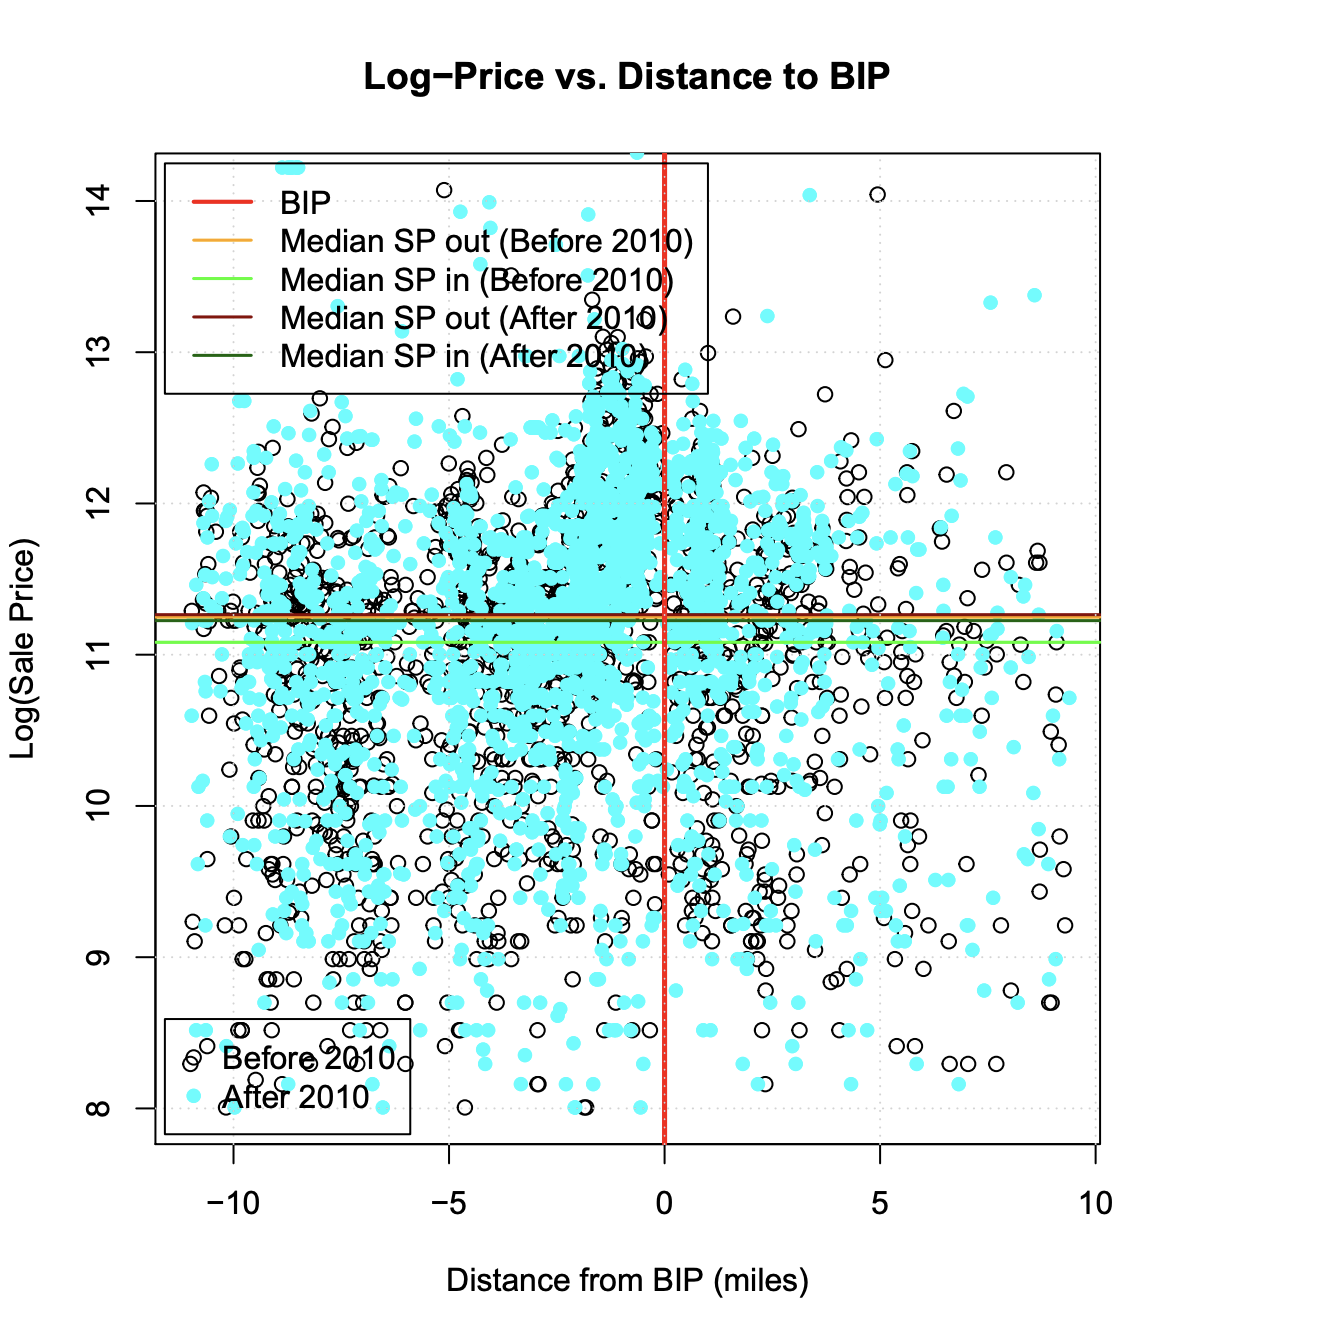 Log−Price vs. Distance to BIP
BIP
Median SP out (Before 2010)
Median SP in (Before 2010)
Median SP out (After 2010)
Median SP in (After 2010)
Before 2010
After 2010
Log(Sale Price)
14
13
12
11
10
9
8
−10
−5
0
5
10
Distance from BIP (miles)